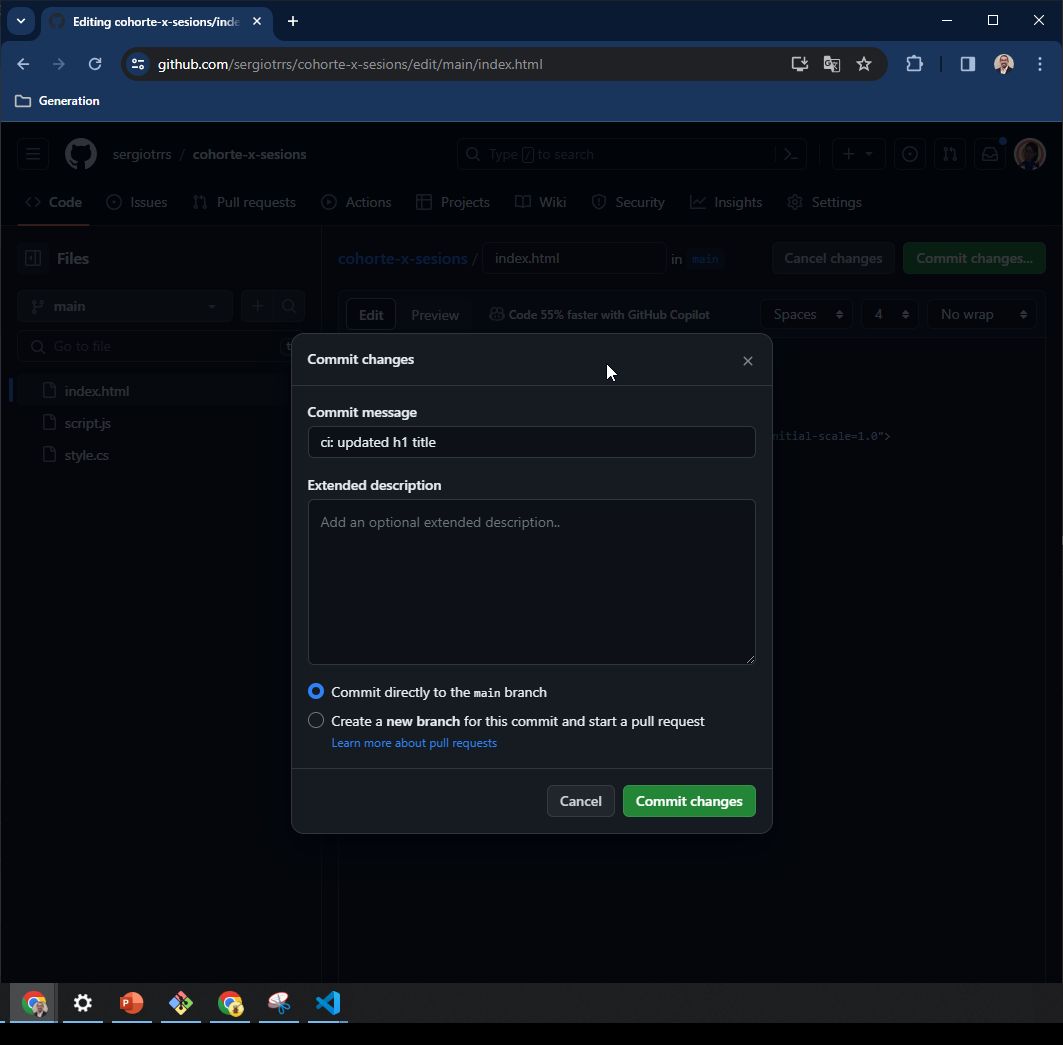 Editing cohorte-x-sesions/inde
github.com/sergiotrrs/cohorte-x-sesions/edit/main/index.html
Generation
sergiotrrs / cohorte-x-sesions
Type / to search
Code Issues Pull requests Actions Projects Wiki Security Insights Settings
Files
cohorte-x-sesions / index.html in main
Cancel changes Commit changes...
main
Edit Preview Code 55% faster with GitHub Copilot Spaces 4 No wrap
Go to file t
index.html
script.js
style.cs
Commit changes
Commit message
nitial-scale=1.0">
ci: updated h1 title
Extended description
Add an optional extended description..
Commit directly to the main branch
Create a new branch for this commit and start a pull request
Learn more about pull requests
Cancel Commit changes